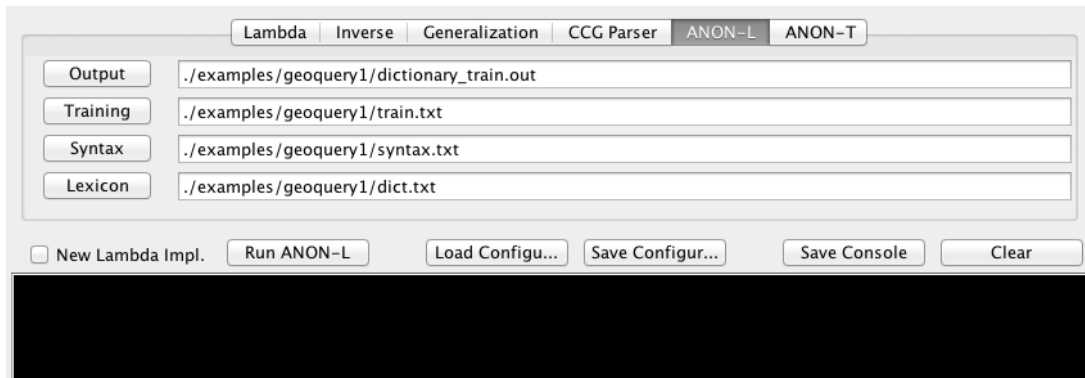 Lambda Inverse Generalization CCG Parser ANON-L ANON-T
Output ./examples/geoquery1/dictionary_train.out
Training ./examples/geoquery1/train.txt
Syntax ./examples/geoquery1/syntax.txt
Lexicon ./examples/geoquery1/dict.txt
New Lambda Impl. Run ANON-L Load Configu... Save Configur... Save Console Clear